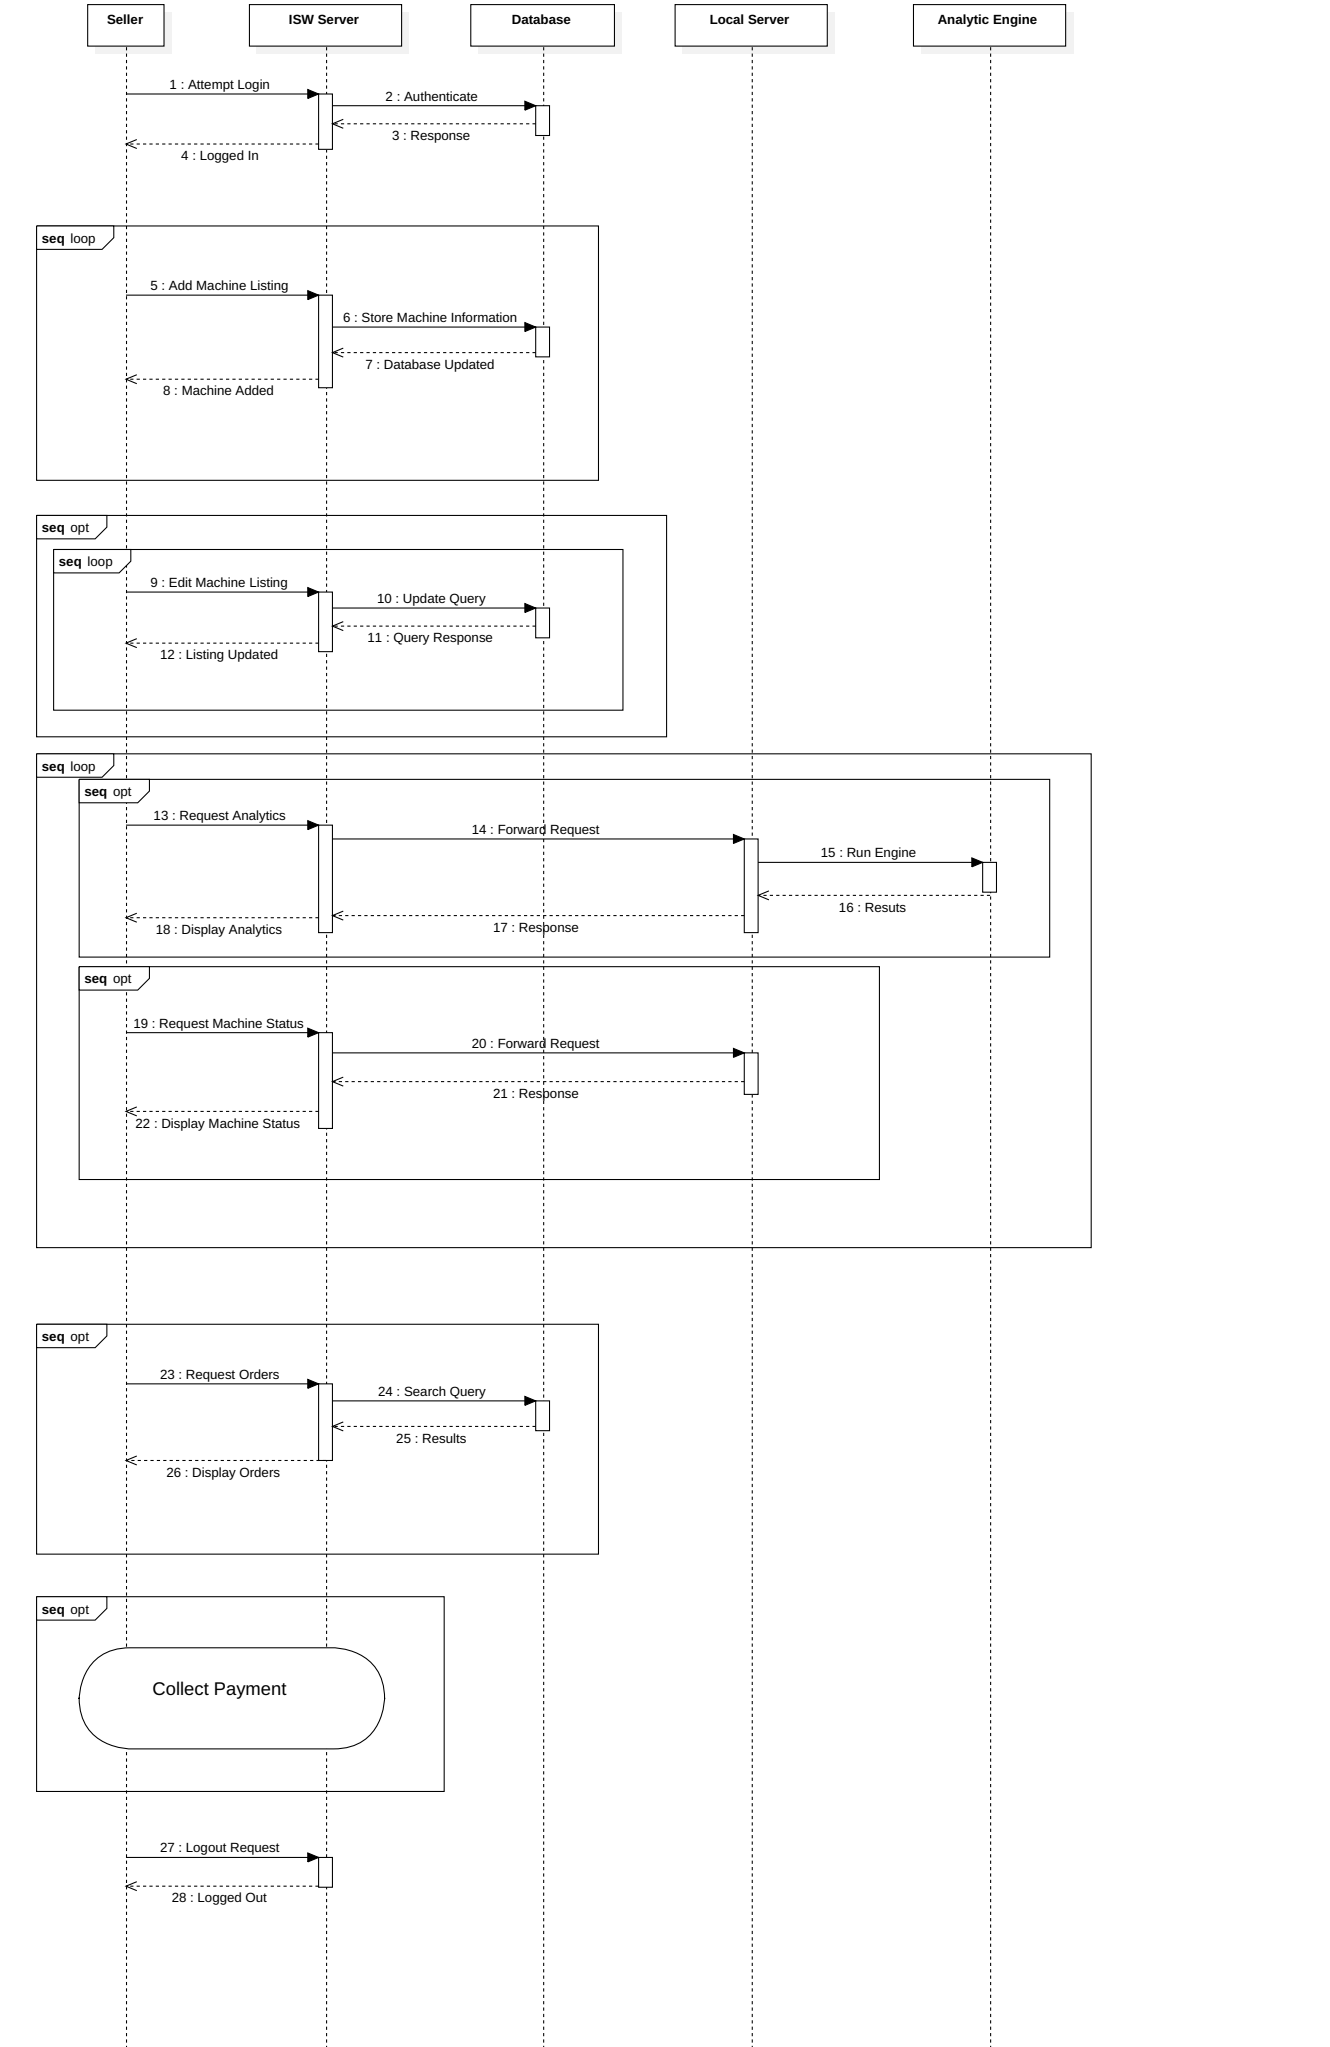 Seller
ISW Server
Database
Local Server
Analytic Engine
1 : Attempt Login
2 : Authenticate
3 : Response
4 : Logged In
seq loop
5 : Add Machine Listing
6 : Store Machine Information
7 : Database Updated
8 : Machine Added
seq opt
seq loop
9 : Edit Machine Listing
10 : Update Query
11 : Query Response
12 : Listing Updated
seq loop
seq opt
13 : Request Analytics
14 : Forward Request
15 : Run Engine
16 : Resuts
17 : Response
18 : Display Analytics
seq opt
19 : Request Machine Status
20 : Forward Request
21 : Response
22 : Display Machine Status
seq opt
23 : Request Orders
24 : Search Query
25 : Results
26 : Display Orders
seq opt
Collect Payment
27 : Logout Request
28 : Logged Out